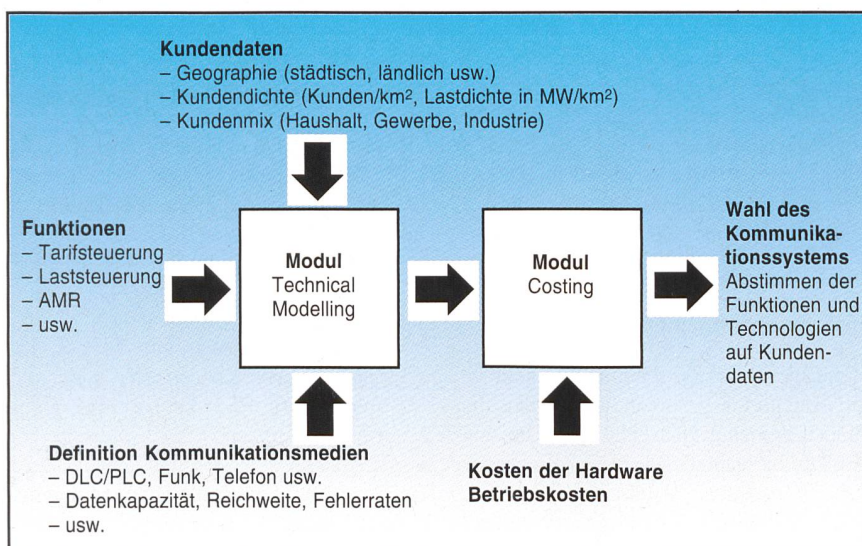 Kundendaten
– Geographie (städtisch, ländlich usw.)
– Kundendichte (Kunden/km², Lastdichte in MW/km²)
– Kundenmix (Haushalt, Gewerbe, Industrie)
Funktionen
– Tarifsteuerung
– Laststeuerung
– AMR
– usw.
Modul
Technical
Modelling
Modul
Costing
Wahl des
Kommunika-
tionssystems
Abstimmen der
Funktionen und
Technologien
auf Kunden-
daten
Definition Kommunikationsmedien
– DLC/PLC, Funk, Telefon usw.
– Datenkapazität, Reichweite, Fehlerraten
– usw.
Kosten der Hardware
Betriebskosten